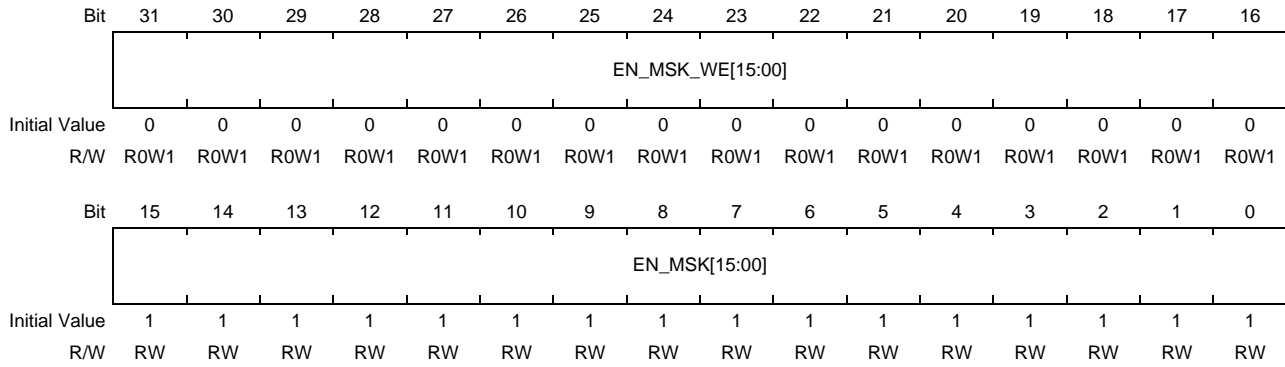 Bit 31 30 29 28 27 26 25 24 23 22 21 20 19 18 17 16
EN_MSK_WE[15:00]
Initial Value 0 0 0 0 0 0 0 0 0 0 0 0 0 0 0 0
R/W R0W1 R0W1 R0W1 R0W1 R0W1 R0W1 R0W1 R0W1 R0W1 R0W1 R0W1 R0W1 R0W1 R0W1 R0W1 R0W1
Bit 15 14 13 12 11 10 9 8 7 6 5 4 3 2 1 0
EN_MSK[15:00]
Initial Value 1 1 1 1 1 1 1 1 1 1 1 1 1 1 1 1
R/W RW RW RW RW RW RW RW RW RW RW RW RW RW RW RW RW